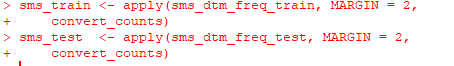 > sms_train <- apply(sms_dtm_freq_train, MARGIN = 2,
+     convert_counts)
> sms_test  <- apply(sms_dtm_freq_test, MARGIN = 2,
+     convert_counts)